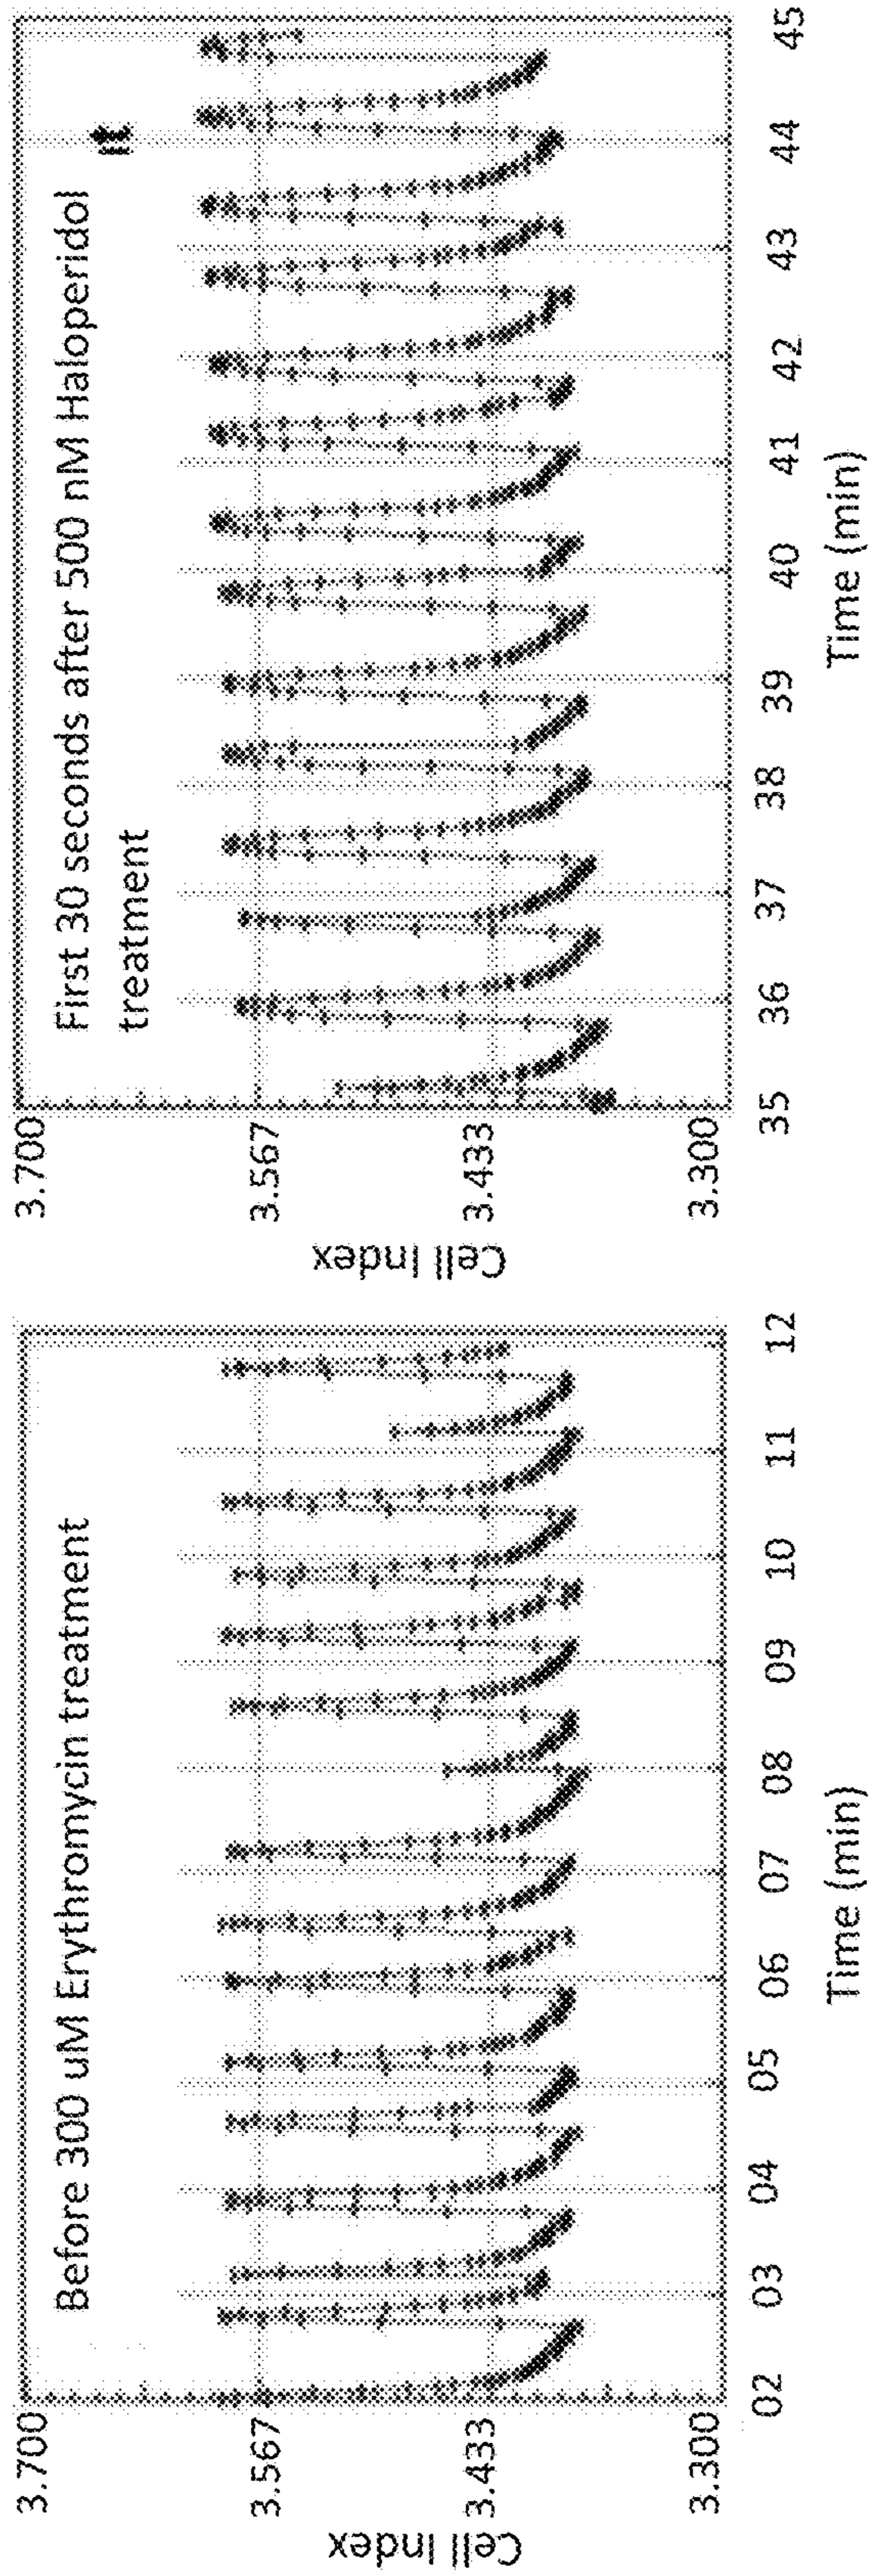 Before 300 uM Erythromycin treatment
3.700
3.567
3.433
3.300
Cell Index
02 03 04 05 06 07 08 09 10 11 12
Time (min)
First 30 seconds after 500 nM Haloperidol
treatment
3.700
3.567
3.433
3.300
Cell Index
35 36 37 38 39 40 41 42 43 44 45
Time (min)